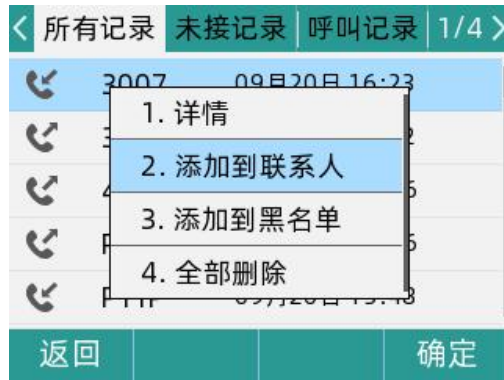 所有记录 未接记录 呼叫记录 1/4
3007 09月20日 16:23
1. 详情
2. 添加到联系人
3. 添加到黑名单
4. 全部删除
返回 确定